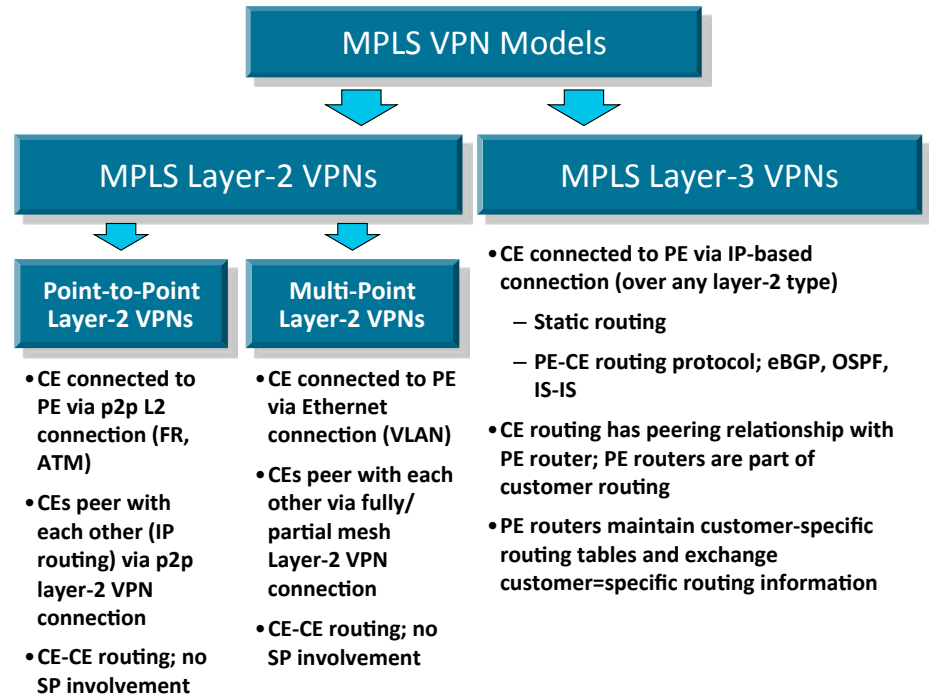 MPLS VPN Models
MPLS Layer-2 VPNs
MPLS Layer-3 VPNs
Point-to-Point
Layer-2 VPNs
• CE connected to
PE via p2p L2
connection (FR,
ATM)
• CEs peer with
each other (IP
routing) via p2p
layer-2 VPN
connection
• CE-CE routing; no
SP involvement
Multi-Point
Layer-2 VPNs
• CE connected to PE
via Ethernet
connection (VLAN)
• CEs peer with each
other via fully/
partial mesh
Layer-2 VPN
connection
• CE-CE routing; no
SP involvement
• CE connected to PE via IP-based
connection (over any layer-2 type)
– Static routing
– PE-CE routing protocol; eBGP, OSPF,
IS-IS
• CE routing has peering relationship with
PE router; PE routers are part of
customer routing
• PE routers maintain customer-specific
routing tables and exchange
customer=specific routing information